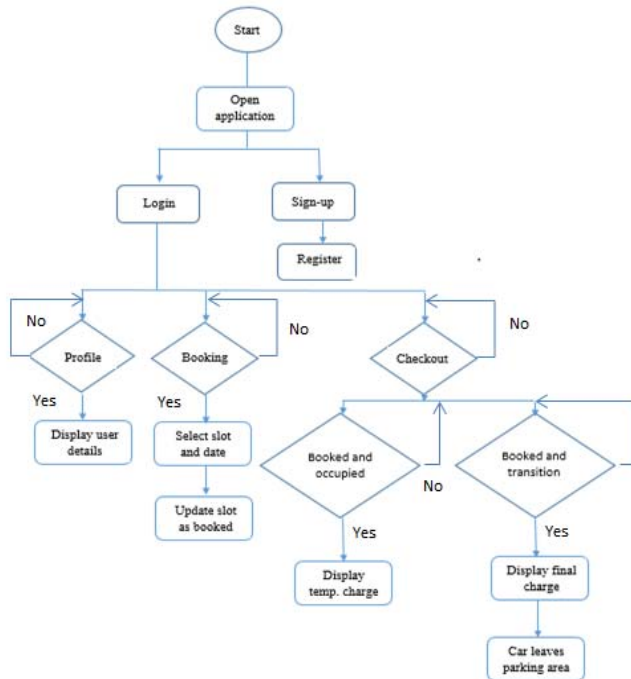 Start
Open
application
Login
Sign-up
Register
No
No
No
Profile
Booking
Checkout
Yes
Yes
Display user
details
Select slot
and date
Booked and
occupied
Booked and
transition
No
Update slot
as booked
Yes
Yes
Display
temp. charge
Display final
charge
Car leaves
parking area